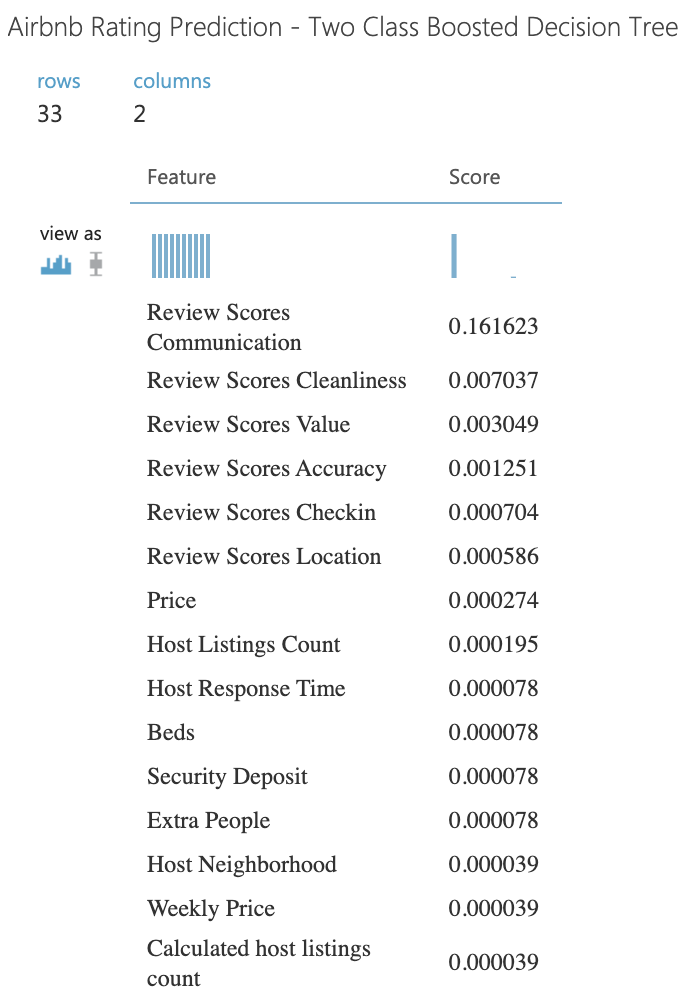 Airbnb Rating Prediction - Two Class Boosted Decision Tree
rows columns
33 2
Feature Score
view as
Review Scores
Communication 0.161623
Review Scores Cleanliness 0.007037
Review Scores Value 0.003049
Review Scores Accuracy 0.001251
Review Scores Checkin 0.000704
Review Scores Location 0.000586
Price 0.000274
Host Listings Count 0.000195
Host Response Time 0.000078
Beds 0.000078
Security Deposit 0.000078
Extra People 0.000078
Host Neighborhood 0.000039
Weekly Price 0.000039
Calculated host listings
count 0.000039